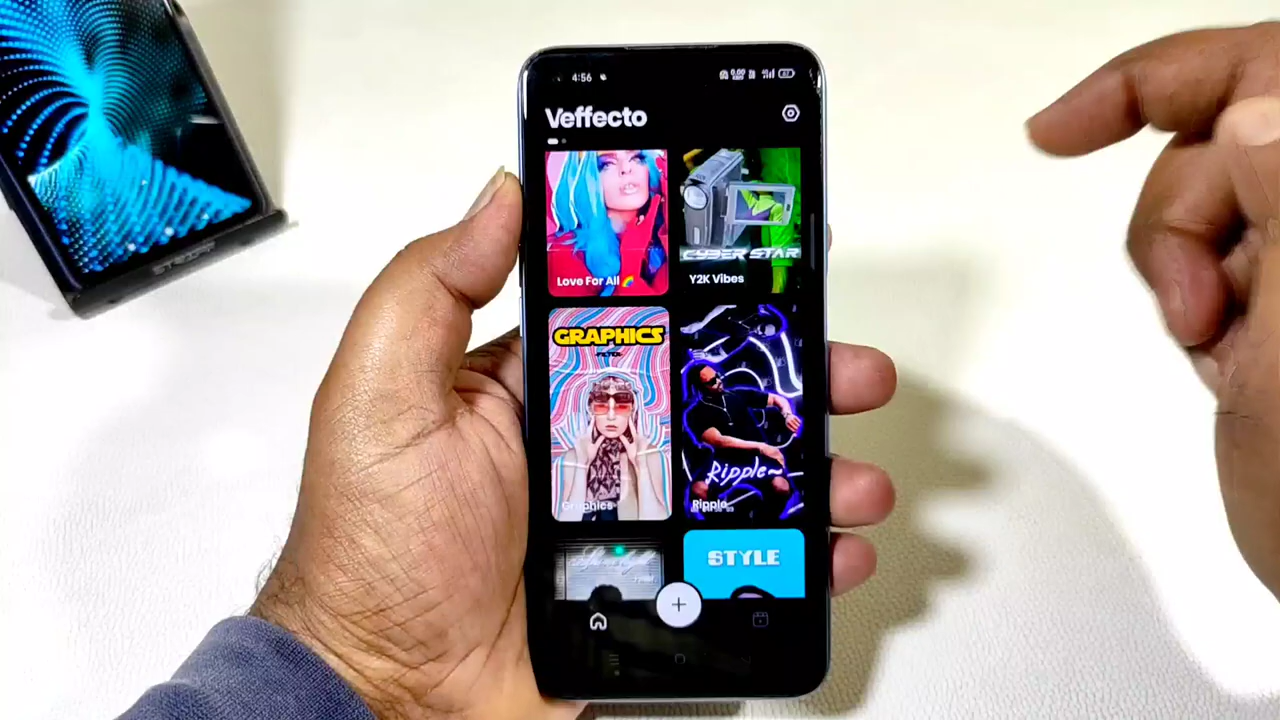 4:56
Veffecto
Love For All
CYBER STAR
Y2K Vibes
GRAPHICS
Graphics
Ripple~
Ripple
STYLE